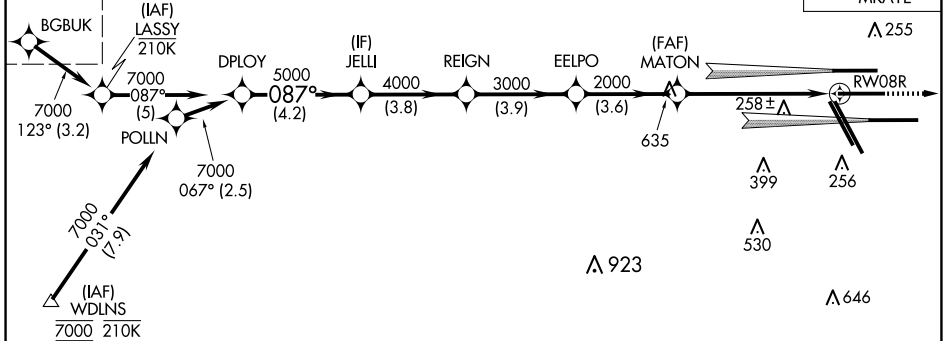 MKAYE
BGBUK
(IAF)
LASSY
210K
7000
123° (3.2)
7000
087°
(5)
POLLN
DPLOY
7000
067° (2.5)
5000
087°
(4.2)
(IF)
JELLI
4000
(3.8)
REIGN
3000
(3.9)
EELPO
2000
(3.6)
(FAF)
MATON
635
255
RW08R
258±
399
256
530
923
646
7000
031°
(7.9)
(IAF)
WDLNS
7000 210K